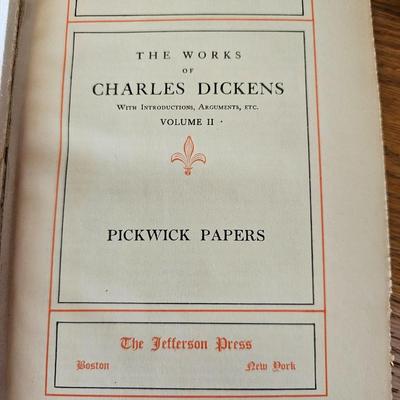 THE WORKS
OF
CHARLES DICKENS
WITH INTRODUCTIONS, ARGUMENTS, ETC.
VOLUME II
PICKWICK PAPERS
The Jefferson Press
Boston New York